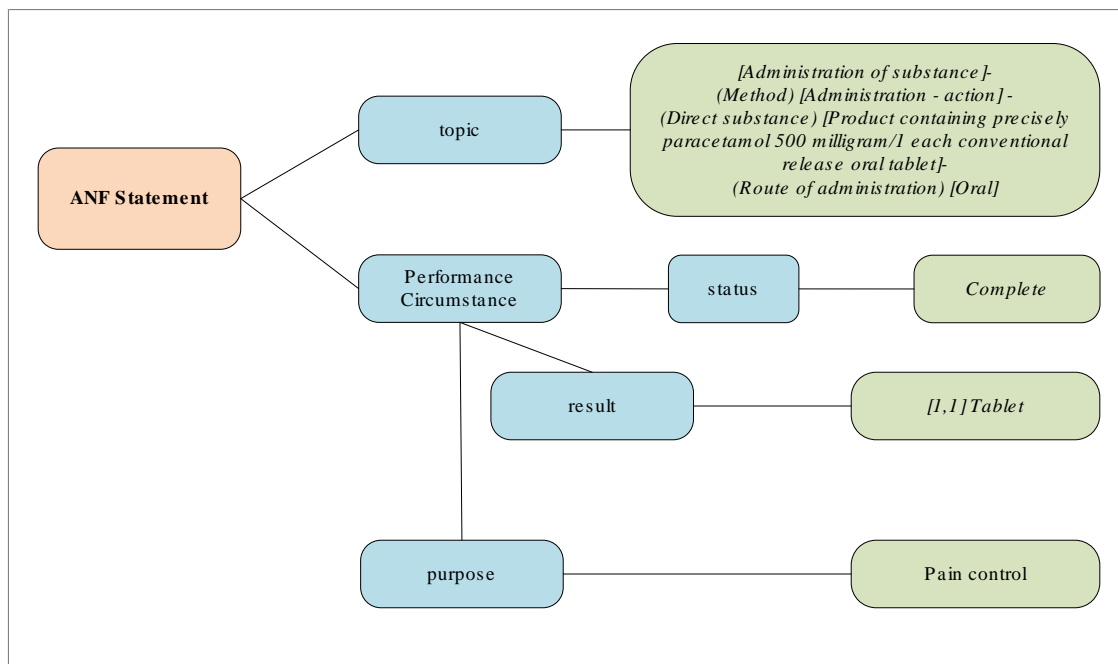 [Administration of substance]-
(Method) [Administration - action] -
(Direct substance) [Product containing precisely
paracetamol 500 milligram/1 each conventional
release oral tablet]-
(Route of administration) [Oral]
topic
ANF Statement
Performance
Circumstance
status
Complete
result
[1,1] Tablet
purpose
Pain control